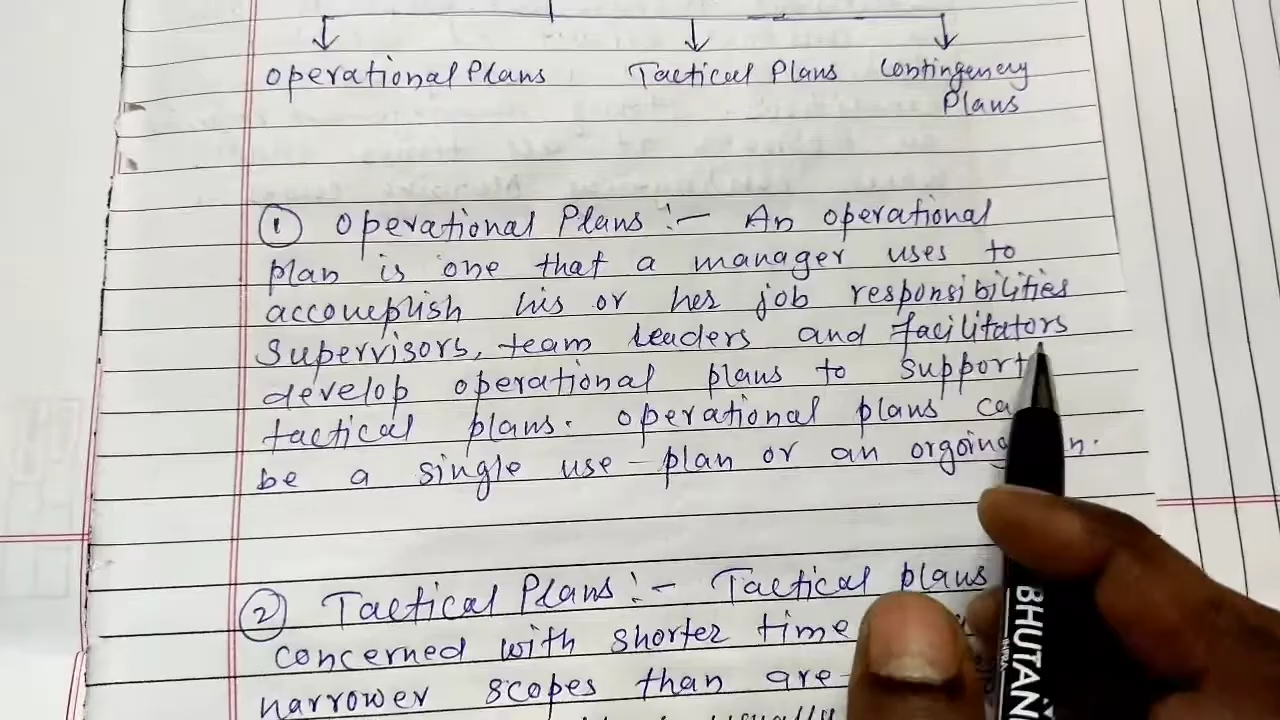 Operational Plans Tactical Plans Contingency
Plans
① Operational Plans :- An operational
plan is one that a manager uses to
accomplish his or her job responsibilities
Supervisors, team leaders and facilitators
develop operational plans to support
tactical plans. Operational plans
be a single use - plan or an orgoing
② Tactical Plans :- Tactical plans
concerned with shorter time
narrower scopes than are
usually
BHUTANI